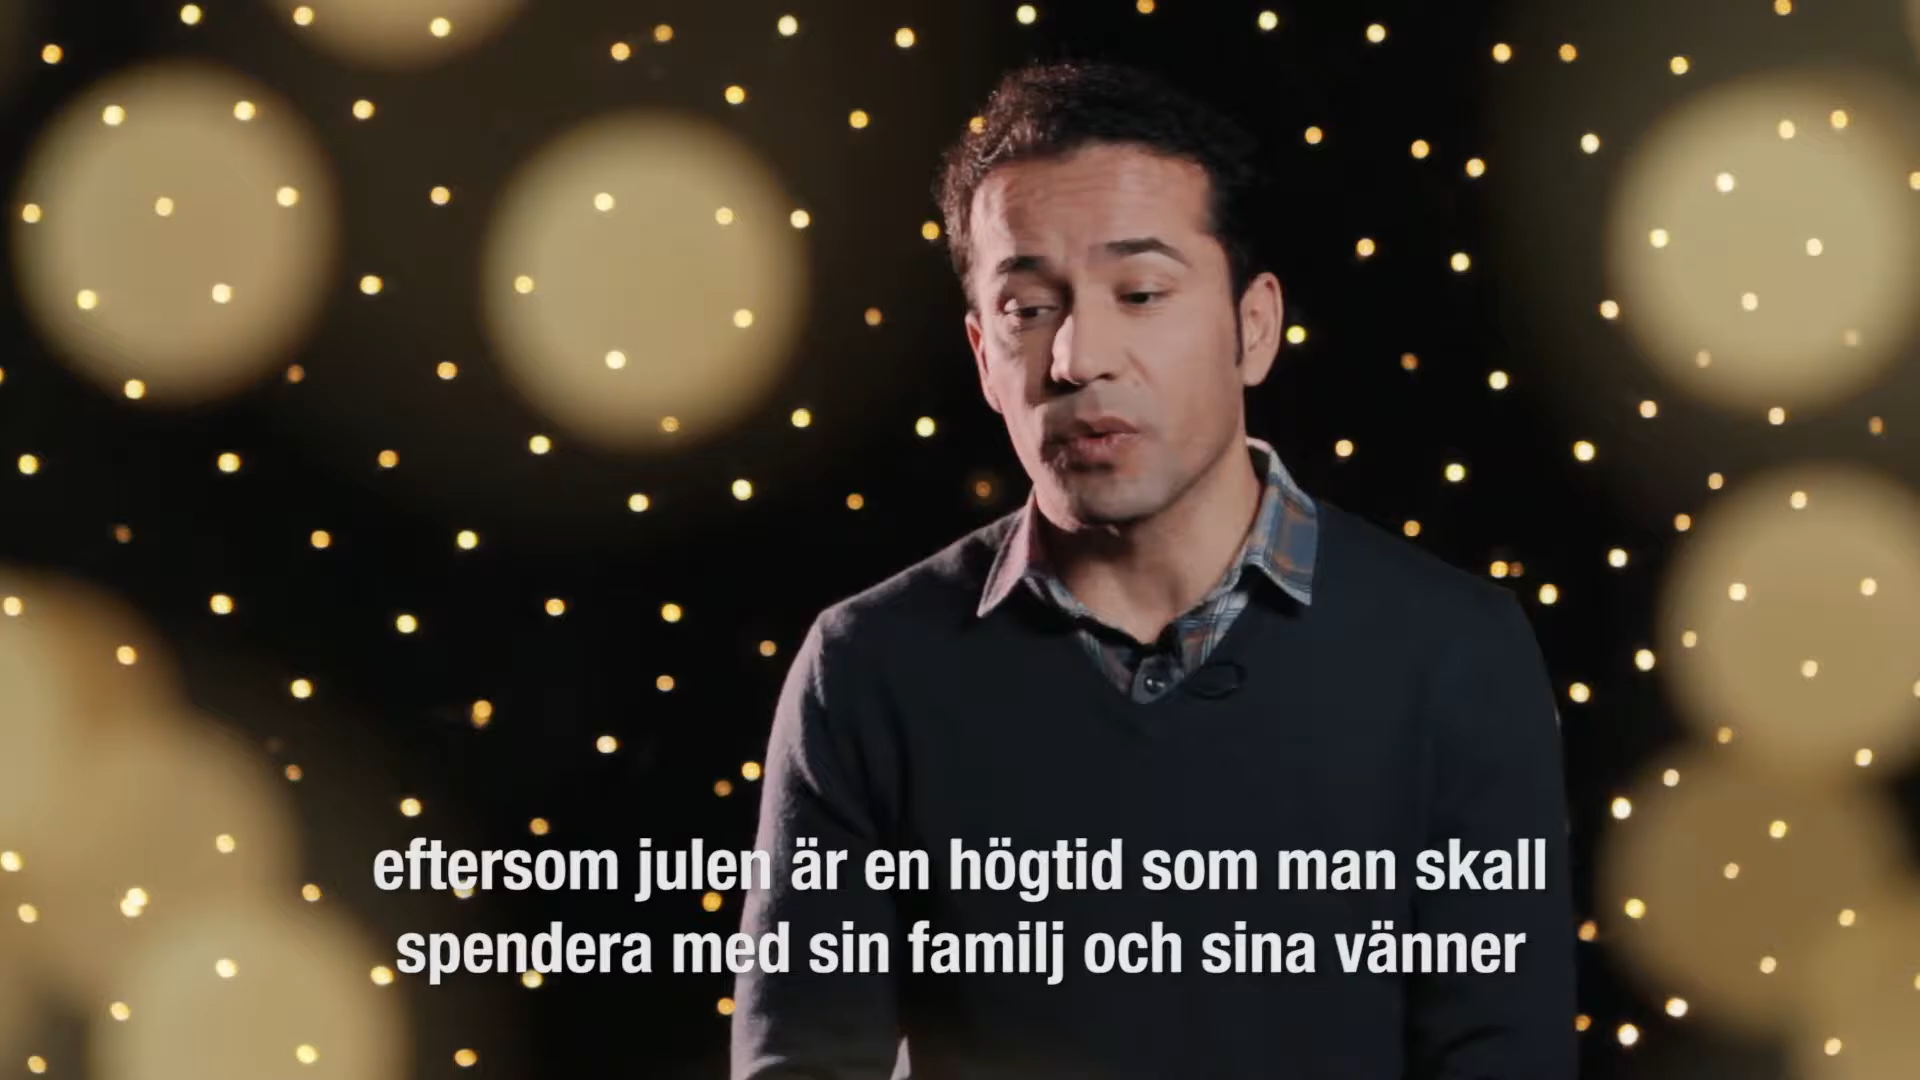 eftersom julen är en högtid som man skall
spendera med sin familj och sina vänner